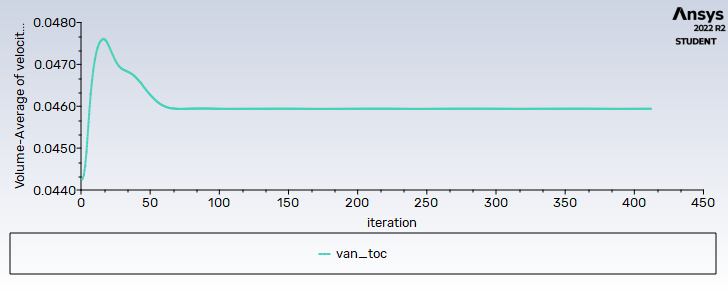 Ansys
2022 R2
STUDENT
Volume-Average of velocit...
0.0480
0.0470
0.0460
0.0450
0.0440
0 50 100 150 200 250 300 350 400 450
iteration
van_toc